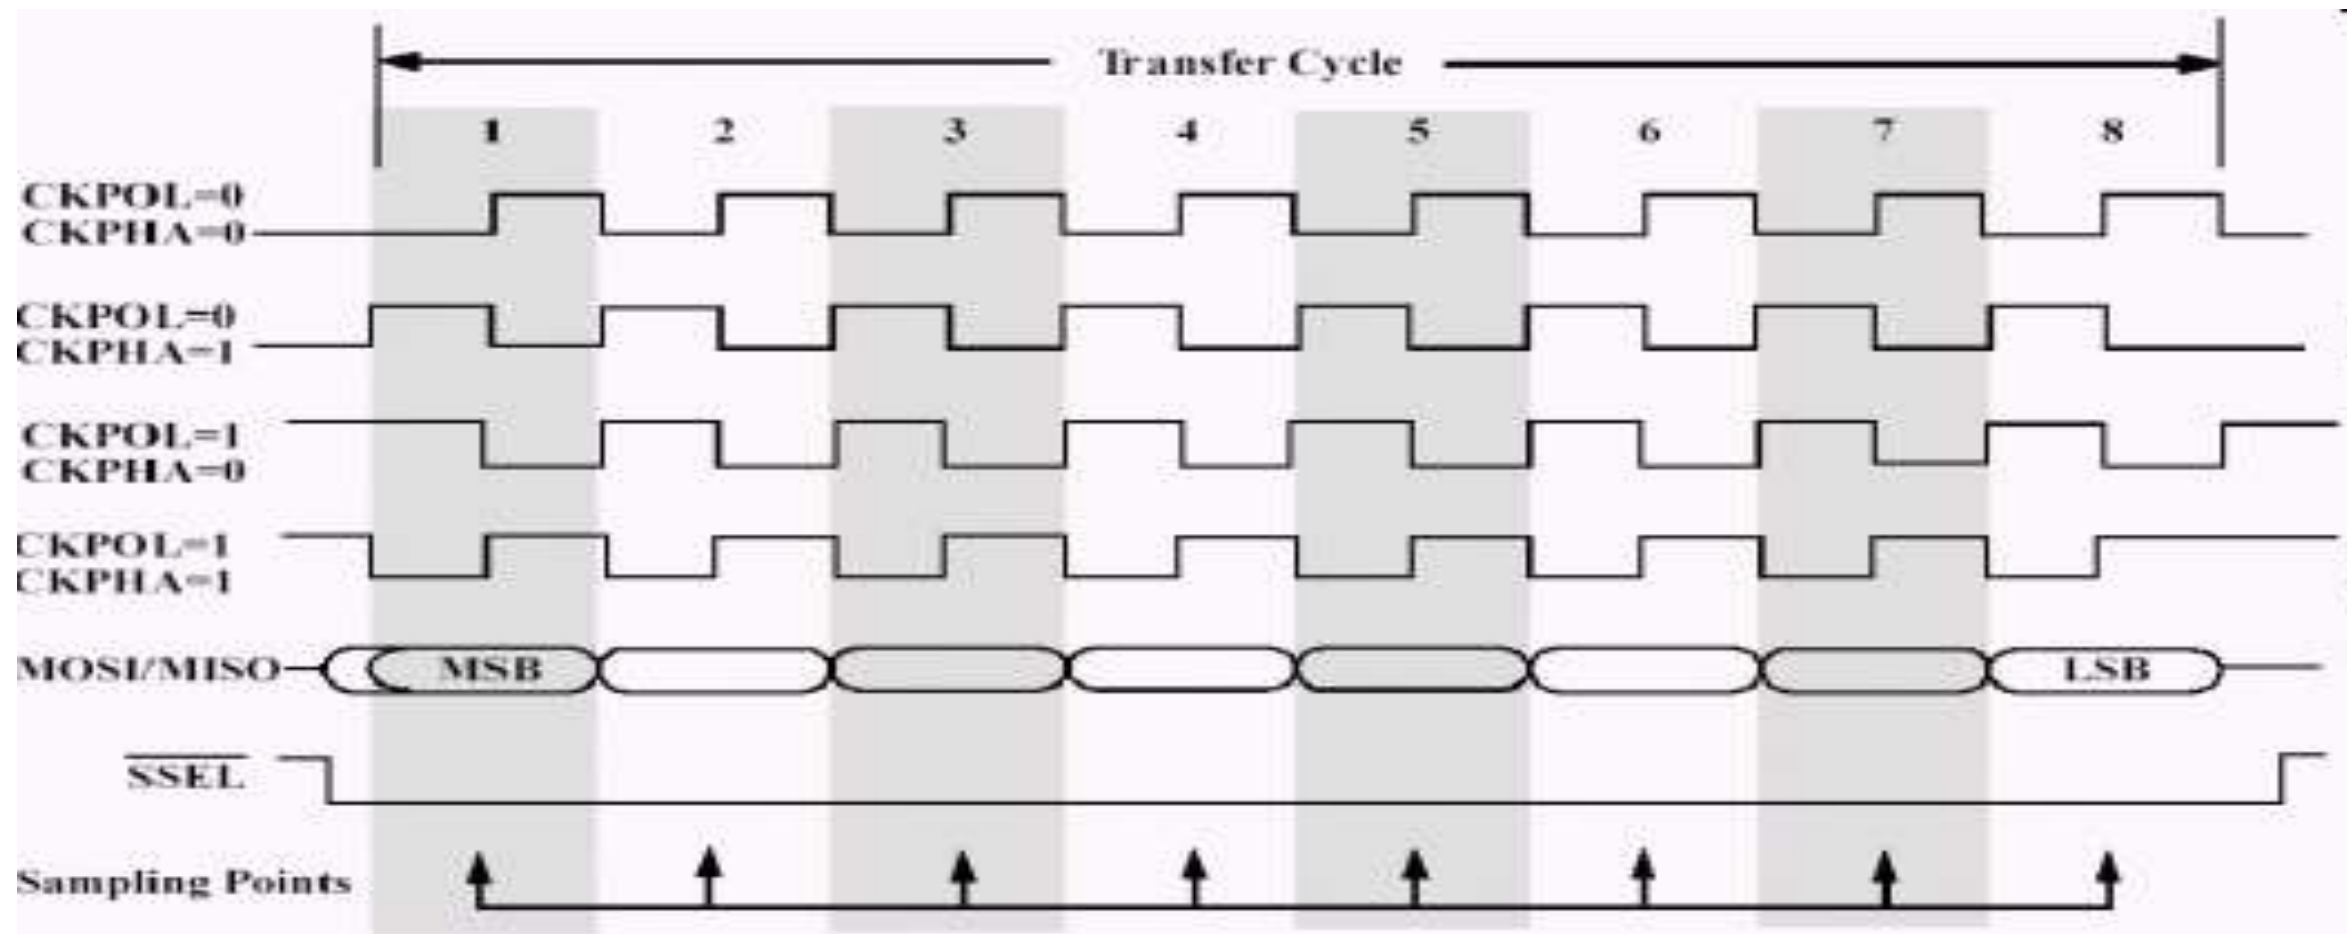 Transfer Cycle
1 2 3 4 5 6 7 8
CKPOL=0
CKPHA=0
CKPOL=0
CKPHA=1
CKPOL=1
CKPHA=0
CKPOL=1
CKPHA=1
MOSI/MISO MSB LSB
SSEL
Sampling Points